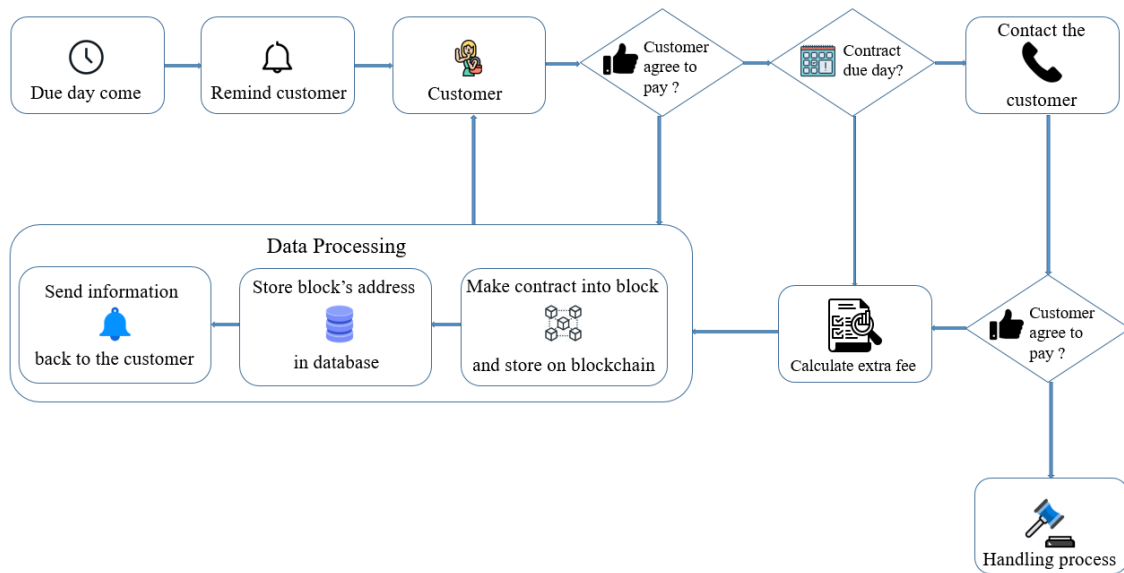 Due day come
Remind customer
Customer
Customer
agree to
pay ?
Contract
due day?
Contact the
customer
Data Processing
Send information
back to the customer
Store block's address
in database
Make contract into block
and store on blockchain
Calculate extra fee
Customer
agree to
pay ?
Handling process